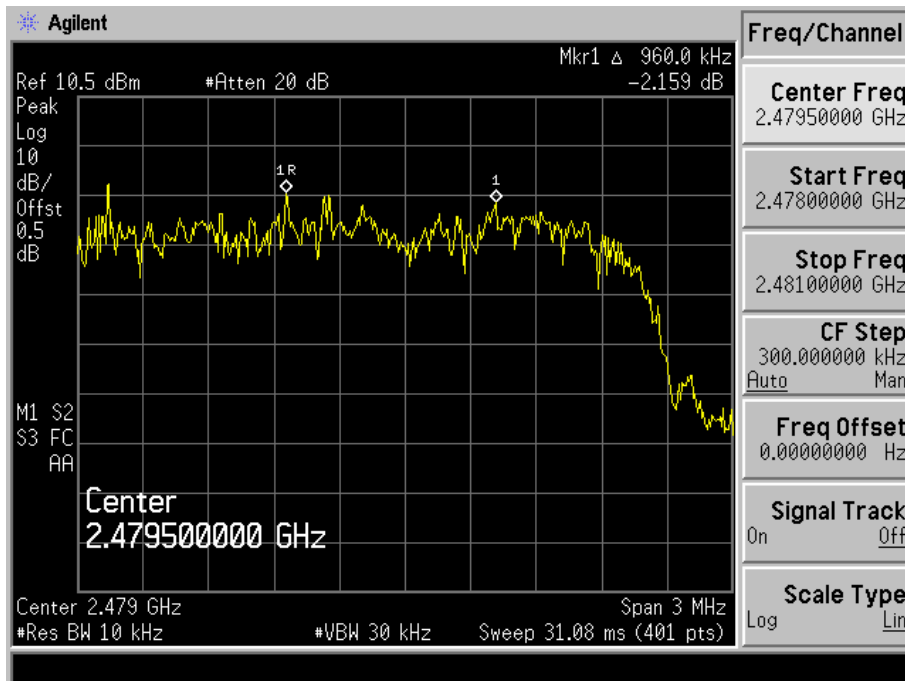 Agilent
Mkr1 Δ 960.0 kHz
Ref 10.5 dBm #Atten 20 dB -2.159 dB
Peak
Log
10
dB/
Offst
0.5
dB
1R
1
M1 S2
S3 FC
AA
Center
2.479500000 GHz
Center 2.479 GHz Span 3 MHz
#Res BW 10 kHz #VBW 30 kHz Sweep 31.08 ms (401 pts)
Freq/Channel
Center Freq
2.47950000 GHz
Start Freq
2.47800000 GHz
Stop Freq
2.48100000 GHz
CF Step
300.000000 kHz
Auto Man
Freq Offset
0.00000000 Hz
Signal Track
On Off
Scale Type
Log Lin